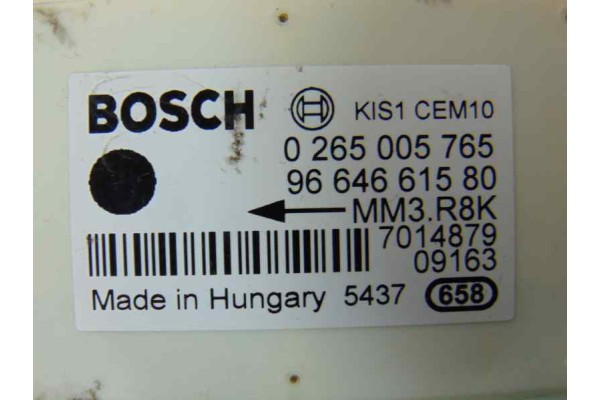 BOSCH KIS1 CEM10
0 265 005 765
96 646 615 80
MM3.R8K
7014879
09163
Made in Hungary 5437 658